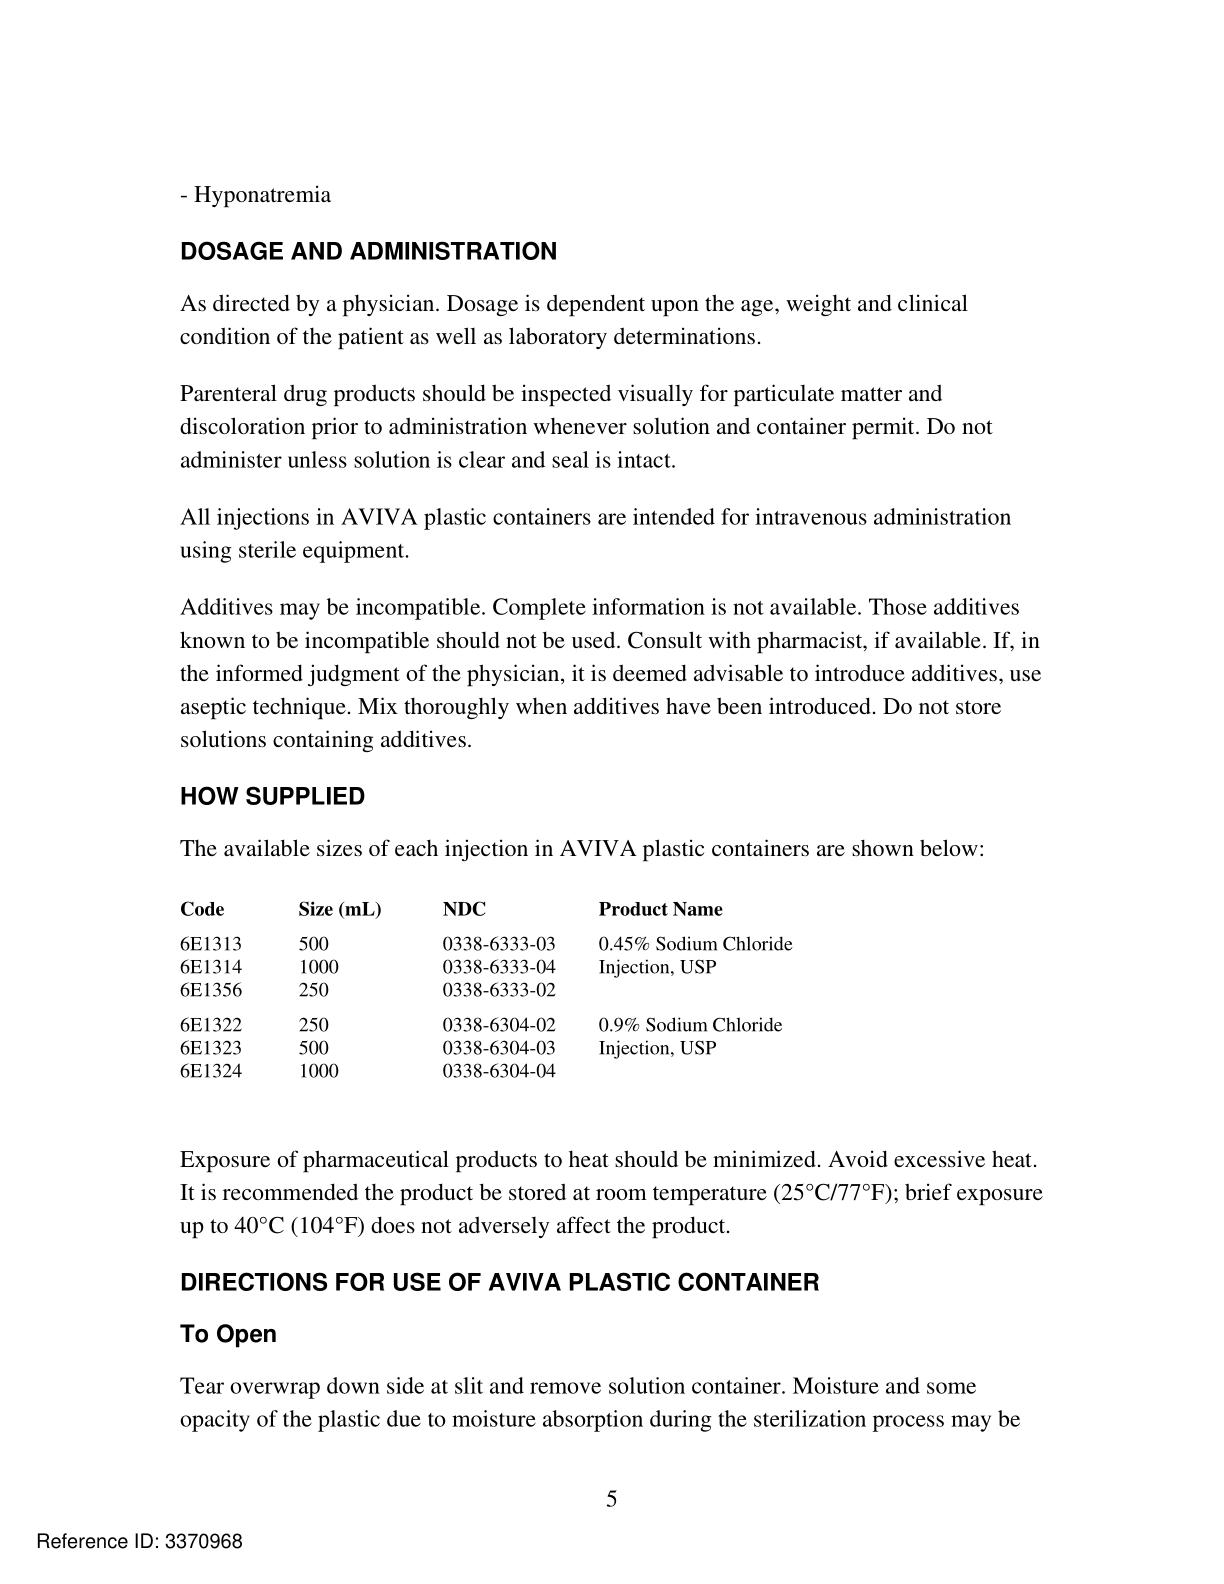 - Hyponatremia
DOSAGE AND ADMINISTRATION
As directed by a physician. Dosage is dependent upon the age, weight and clinical
condition of the patient as well as laboratory determinations.
Parenteral drug products should be inspected visually for particulate matter and
discoloration prior to administration whenever solution and container permit. Do not
administer unless solution is clear and seal is intact.
All injections in AVIVA plastic containers are intended for intravenous administration
using sterile equipment.
Additives may be incompatible. Complete information is not available. Those additives
known to be incompatible should not be used. Consult with pharmacist, if available. If, in
the informed judgment of the physician, it is deemed advisable to introduce additives, use
aseptic technique. Mix thoroughly when additives have been introduced. Do not store
solutions containing additives.
HOW SUPPLIED
The available sizes of each injection in AVIVA plastic containers are shown below:
Code Size (mL) NDC Product Name
6E1313 500 0338-6333-03 0.45% Sodium Chloride
6E1314 1000 0338-6333-04 Injection, USP
6E1356 250 0338-6333-02
6E1322 250 0338-6304-02 0.9% Sodium Chloride
6E1323 500 0338-6304-03 Injection, USP
6E1324 1000 0338-6304-04
Exposure of pharmaceutical products to heat should be minimized. Avoid excessive heat.
It is recommended the product be stored at room temperature (25°C/77°F); brief exposure
up to 40°C (104°F) does not adversely affect the product.
DIRECTIONS FOR USE OF AVIVA PLASTIC CONTAINER
To Open
Tear overwrap down side at slit and remove solution container. Moisture and some
opacity of the plastic due to moisture absorption during the sterilization process may be
5
Reference ID: 3370968